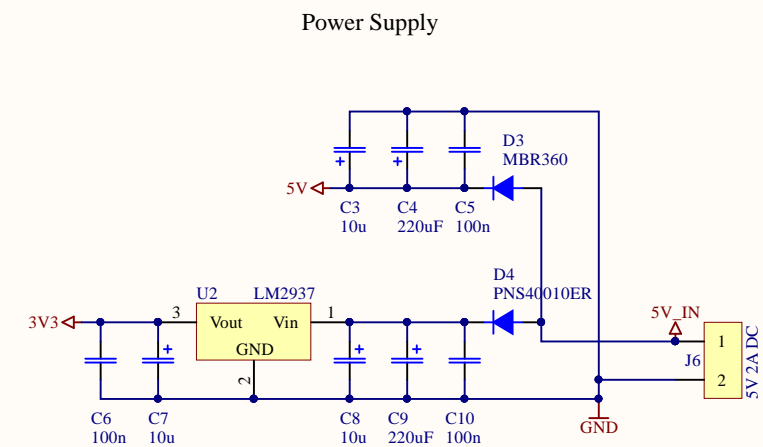 Power Supply
D3
MBR360
5V
C3
10u
C4
220uF
C5
100n
D4
PNS40010ER
U2
LM2937
3V3
3
Vout
Vin
1
GND
2
5V_IN
1
J6
2
5V 2A DC
C6
100n
C7
10u
C8
10u
C9
220uF
C10
100n
GND